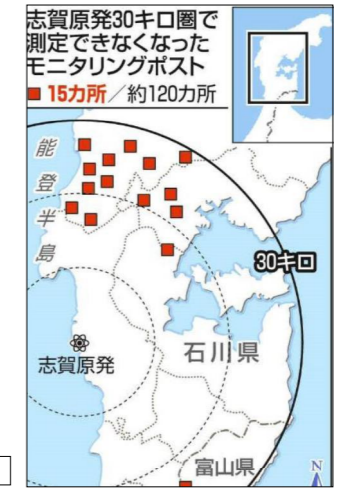 志賀原発30キロ圏で
測定できなくなった
モニタリングポスト
15カ所／約120カ所
能登半島
30キロ
志賀原発
石川県
富山県
N